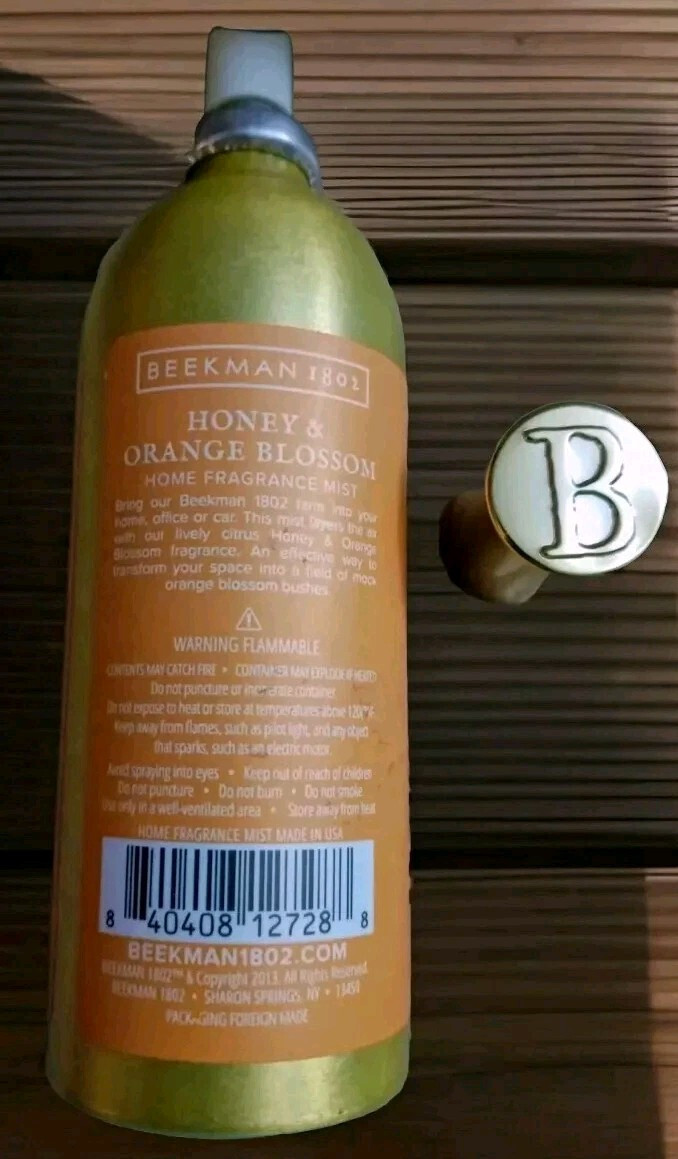 BEEKMAN 1802
HONEY &
ORANGE BLOSSOM
HOME FRAGRANCE MIST
Bring our Beekman 1802 farm into your
home, office or car. This mist layers the air
with our lively citrus Honey & Orange
Blossom fragrance. An effective way to
transform your space into a field of mock
orange blossom bushes.
WARNING FLAMMABLE
CONTENTS MAY CATCH FIRE • CONTAINER MAY EXPLODE IF HEATED
Do not puncture or incinerate container
Do not expose to heat or store at temperatures above 120°F
Keep away from flames, such as pilot light, and any object
that sparks, such as an electric motor.
Avoid spraying into eyes • Keep out of reach of children
Do not puncture • Do not burn • Do not smoke
Use only in a well-ventilated area • Store away from heat
HOME FRAGRANCE MIST MADE IN USA
8 40408 12728 8
BEEKMAN1802.COM
BEEKMAN 1802™ & Copyright 2013. All Rights Reserved.
BEEKMAN 1802 • SHARON SPRINGS, NY • 13459
PACKAGING FOREIGN MADE
B